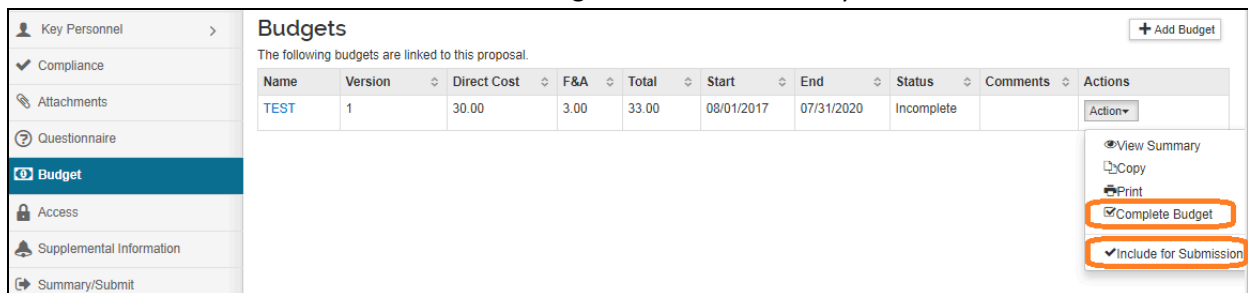 Key Personnel
Compliance
Attachments
Questionnaire
Budget
Access
Supplemental Information
Summary/Submit
Budgets
+ Add Budget
The following budgets are linked to this proposal.
Name Version Direct Cost F&A Total Start End Status Comments Actions
TEST 1 30.00 3.00 33.00 08/01/2017 07/31/2020 Incomplete Action
View Summary
Copy
Print
Complete Budget
Include for Submission